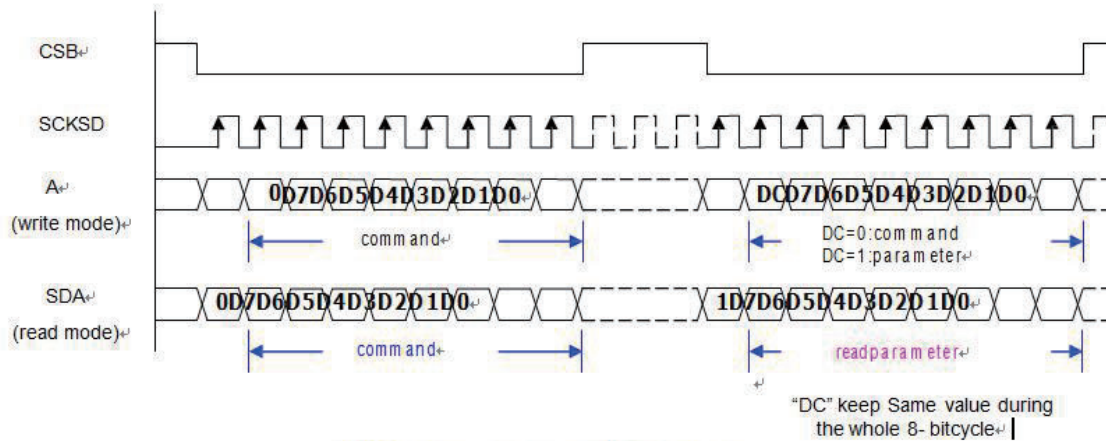 CSB
SCKSD
A
(write mode)
0D7D6D5D4D3D2D1D0
DCD7D6D5D4D3D2D1D0
command
DC=0:command
DC=1:parameter
SDA
(read mode)
0D7D6D5D4D3D2D1D0
1D7D6D5D4D3D2D1D0
command
readparameter
“DC” keep Same value during
the whole 8- bitcycle